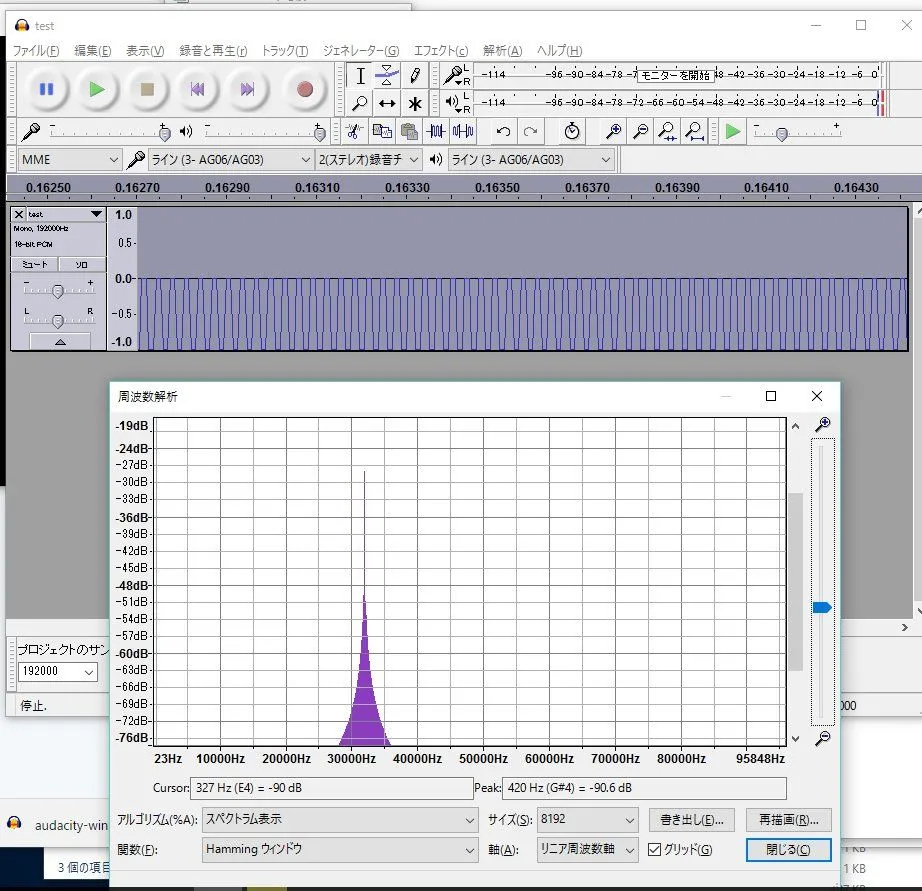 test
ファイル(F) 編集(E) 表示(V) 録音と再生(r) トラック(T) ジェネレーター(G) エフェクト(c) 解析(A) ヘルプ(H)
L
R
-114 -96 -90 -84 -78 -7 モニターを開始 48 -42 -36 -30 -24 -18 -12 -6 0
L
R
-114 -96 -90 -84 -78 -72 -66 -60 -54 -48 -42 -36 -30 -24 -18 -12 -6 0
MME ライン (3- AG06/AG03) 2(ステレオ)録音チ ライン (3- AG06/AG03)
0.16250 0.16270 0.16290 0.16310 0.16330 0.16350 0.16370 0.16390 0.16410 0.16430
test
Mono, 192000Hz
16-bit PCM
ミュート ソロ
- +
L R
1.0
0.5
0.0
-0.5
-1.0
周波数解析
-19dB
-24dB
-27dB
-30dB
-33dB
-36dB
-39dB
-42dB
-45dB
-48dB
-51dB
-54dB
-57dB
-60dB
-63dB
-66dB
-69dB
-72dB
-76dB
23Hz 10000Hz 20000Hz 30000Hz 40000Hz 50000Hz 60000Hz 70000Hz 80000Hz 95848Hz
Cursor: 327 Hz (E4) = -90 dB Peak: 420 Hz (G#4) = -90.6 dB
アルゴリズム(%A): スペクトラム表示 サイズ(S): 8192 書き出し(E)... 再描画(R)...
関数(F): Hamming ウィンドウ 軸(A): リニア周波数軸 グリッド(G) 閉じる(C)
プロジェクトのサン
192000
停止.
000
audacity-win
3 個の項目
1 KB
1 KB